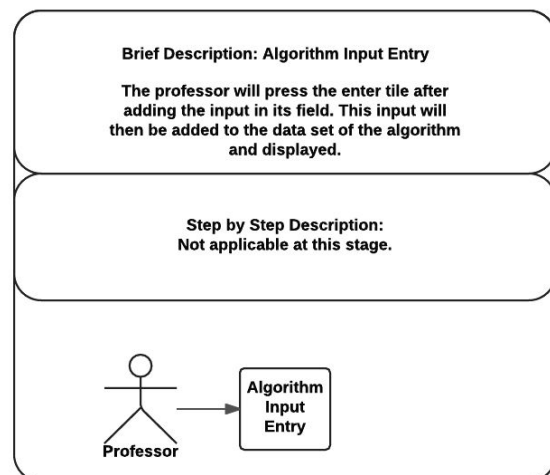 Brief Description: Algorithm Input Entry
The professor will press the enter tile after
adding the input in its field. This input will
then be added to the data set of the algorithm
and displayed.
Step by Step Description:
Not applicable at this stage.
Algorithm
Input
Entry
Professor